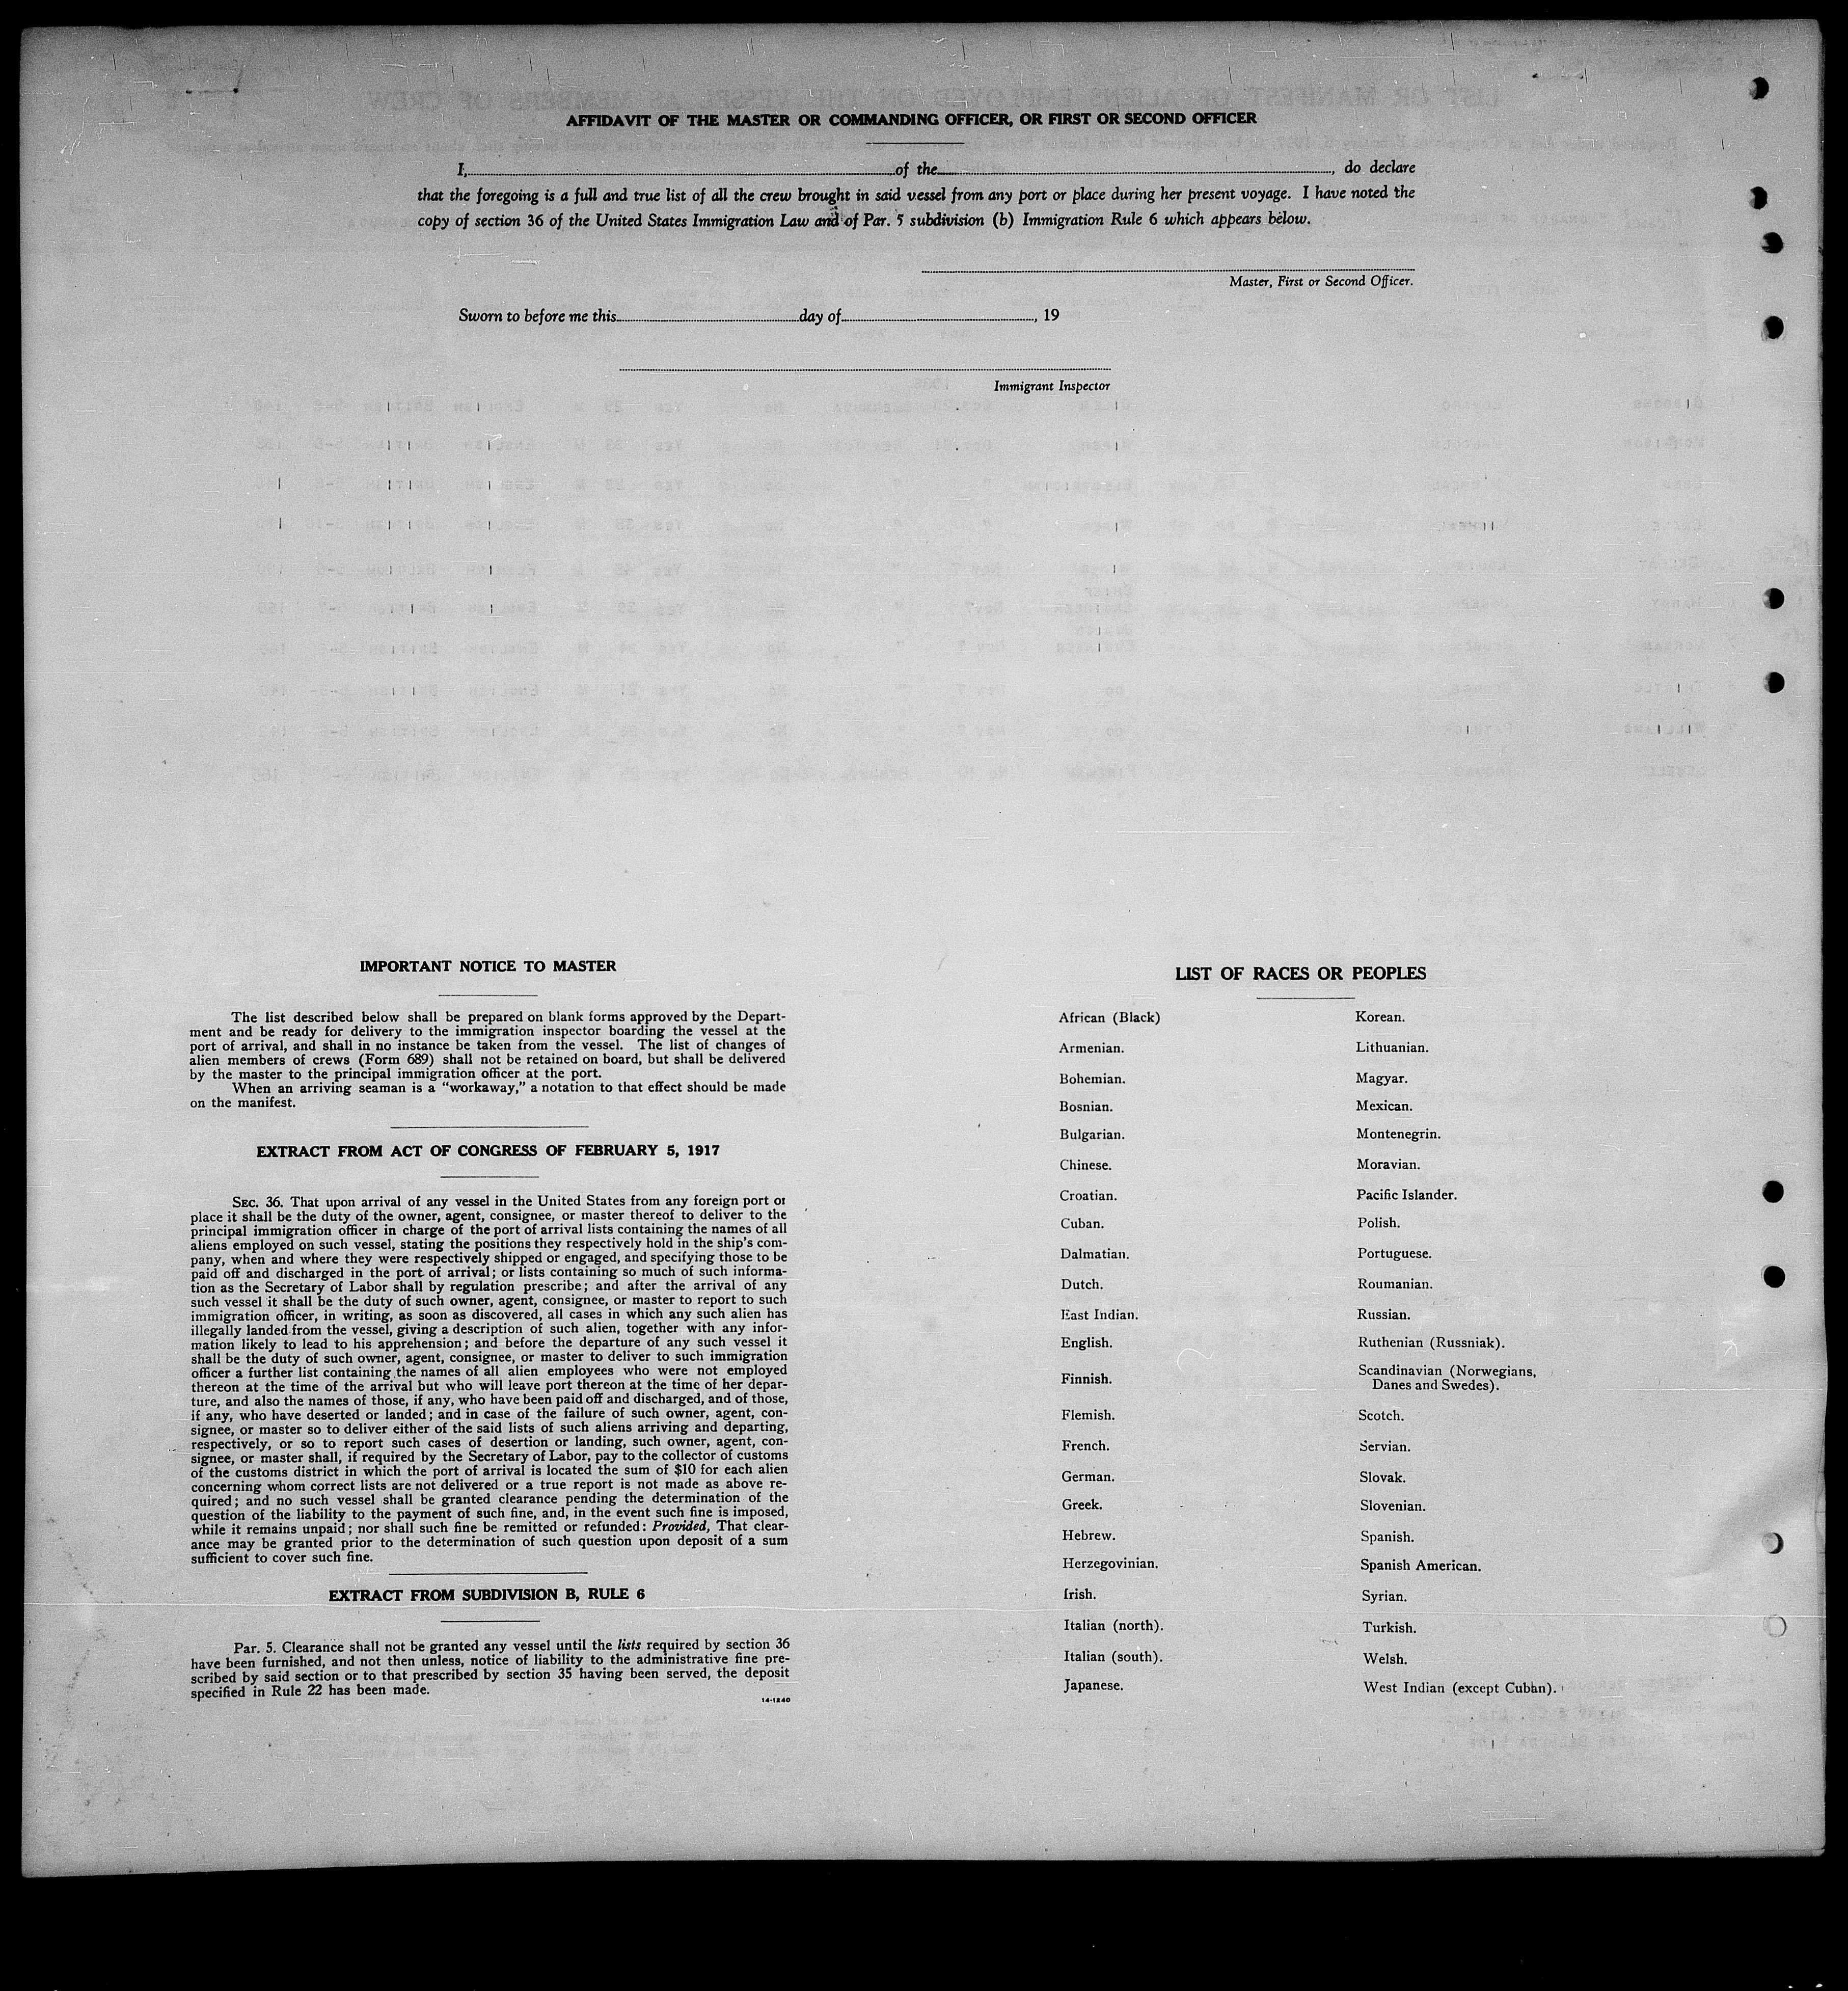 AFFIDAVIT OF THE MASTER OR COMMANDING OFFICER, OR FIRST OR SECOND OFFICER
I, of the , do declare
that the foregoing is a full and true list of all the crew brought in said vessel from any port or place during her present voyage. I have noted the
copy of section 36 of the United States Immigration Law and of Par. 5 subdivision (b) Immigration Rule 6 which appears below.
Master, First or Second Officer.
Sworn to before me this day of , 19
Immigrant Inspector
IMPORTANT NOTICE TO MASTER
The list described below shall be prepared on blank forms approved by the Depart-
ment and be ready for delivery to the immigration inspector boarding the vessel at the
port of arrival, and shall in no instance be taken from the vessel. The list of changes of
alien members of crews (Form 689) shall not be retained on board, but shall be delivered
by the master to the principal immigration officer at the port.
When an arriving seaman is a "workaway," a notation to that effect should be made
on the manifest.
EXTRACT FROM ACT OF CONGRESS OF FEBRUARY 5, 1917
SEC. 36. That upon arrival of any vessel in the United States from any foreign port or
place it shall be the duty of the owner, agent, consignee, or master thereof to deliver to the
principal immigration officer in charge of the port of arrival lists containing the names of all
aliens employed on such vessel, stating the positions they respectively hold in the ship's com-
pany, when and where they were respectively shipped or engaged, and specifying those to be
paid off and discharged in the port of arrival; or lists containing so much of such informa-
tion as the Secretary of Labor shall by regulation prescribe; and after the arrival of any
such vessel it shall be the duty of such owner, agent, consignee, or master to report to such
immigration officer, in writing, as soon as discovered, all cases in which any such alien has
illegally landed from the vessel, giving a description of such alien, together with any infor-
mation likely to lead to his apprehension; and before the departure of any such vessel it
shall be the duty of such owner, agent, consignee, or master to deliver to such immigration
officer a further list containing the names of all alien employees who were not employed
thereon at the time of the arrival but who will leave port thereon at the time of her depar-
ture, and also the names of those, if any, who have been paid off and discharged, and of those,
if any, who have deserted or landed; and in case of the failure of such owner, agent, con-
signee, or master so to deliver either of the said lists of such aliens arriving and departing,
respectively, or so to report such cases of desertion or landing, such owner, agent, con-
signee, or master shall, if required by the Secretary of Labor, pay to the collector of customs
of the customs district in which the port of arrival is located the sum of $10 for each alien
concerning whom correct lists are not delivered or a true report is not made as above re-
quired; and no such vessel shall be granted clearance pending the determination of the
question of the liability to the payment of such fine, and, in the event such fine is imposed,
while it remains unpaid; nor shall such fine be remitted or refunded: Provided, That clear-
ance may be granted prior to the determination of such question upon deposit of a sum
sufficient to cover such fine.
EXTRACT FROM SUBDIVISION B, RULE 6
Par. 5. Clearance shall not be granted any vessel until the lists required by section 36
have been furnished, and not then unless, notice of liability to the administrative fine pre-
scribed by said section or to that prescribed by section 35 having been served, the deposit
specified in Rule 22 has been made.
14-1240
LIST OF RACES OR PEOPLES
African (Black)
Armenian.
Bohemian.
Bosnian.
Bulgarian.
Chinese.
Croatian.
Cuban.
Dalmatian.
Dutch.
East Indian.
English.
Finnish.
Flemish.
French.
German.
Greek.
Hebrew.
Herzegovinian.
Irish.
Italian (north).
Italian (south).
Japanese.
Korean.
Lithuanian.
Magyar.
Mexican.
Montenegrin.
Moravian.
Pacific Islander.
Polish.
Portuguese.
Roumanian.
Russian.
Ruthenian (Russniak).
Scandinavian (Norwegians,
Danes and Swedes).
Scotch.
Servian.
Slovak.
Slovenian.
Spanish.
Spanish American.
Syrian.
Turkish.
Welsh.
West Indian (except Cuban).